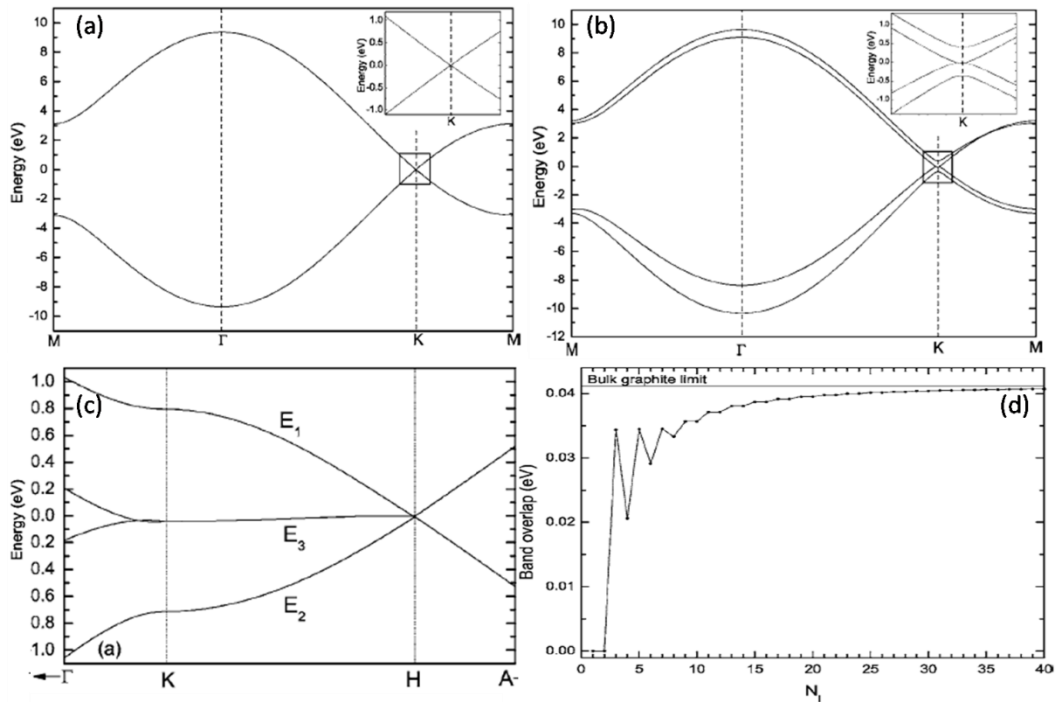 (a)
Energy (eV)
10
8
6
4
2
0
-2
-4
-6
-8
-10
M
Γ
K
M
Energy (eV)
1.0
0.5
0.0
-0.5
-1.0
K
(b)
Energy (eV)
10
8
6
4
2
0
-2
-4
-6
-8
-10
-12
M
Γ
K
M
Energy (eV)
1.0
0.5
0.0
-0.5
-1.0
K
(c)
Energy (eV)
1.0
0.8
0.6
0.4
0.2
0.0
0.2
0.4
0.6
0.8
1.0
E1
E3
E2
(a)
Γ
K
H
A-
(d)
Bulk graphite limit
Band overlap (eV)
0.04
0.03
0.02
0.01
0.00
0
5
10
15
20
25
30
35
40